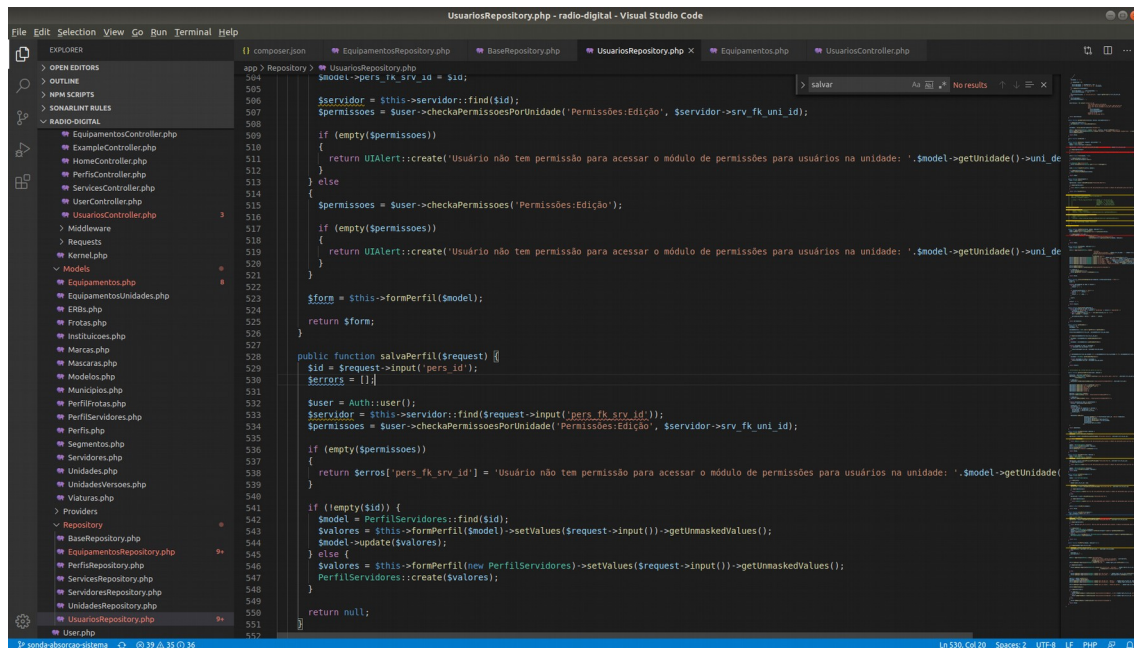 UsuariosRepository.php - radio-digital - Visual Studio Code
File Edit Selection View Go Run Terminal Help
EXPLORER
> OPEN EDITORS
> OUTLINE
> NPM SCRIPTS
> SONARLINT RULES
RADIO-DIGITAL
EquipamentosController.php
ExampleController.php
HomeController.php
PerfisController.php
ServicesController.php
UserController.php
UsuariosController.php 3
> Middleware
> Requests
Kernel.php
Models
Equipamentos.php 8
EquipamentosUnidades.php
ERBs.php
Frotas.php
Instituicoes.php
Marcas.php
Mascaras.php
Modelos.php
Municipios.php
PerfilFrotas.php
PerfilServidores.php
Perfis.php
Segmentos.php
Servidores.php
Unidades.php
UnidadesVersoes.php
Viaturas.php
> Providers
Repository
BaseRepository.php
EquipamentosRepository.php 9+
PerfisRepository.php
ServicesRepository.php
ServidoresRepository.php
UnidadesRepository.php
UsuariosRepository.php 9+
User.php
{} composer.json EquipamentosRepository.php BaseRepository.php UsuariosRepository.php × Equipamentos.php UsuariosController.php
app > Repository > UsuariosRepository.php
> salvar Aa Ab .* No results ↑ ↓ ×
504 $model->pers_fk_srv_id = $id;
505
506 $servidor = $this->servidor::find($id);
507 $permissoes = $user->checkaPermissoesPorUnidade('Permissões:Edição', $servidor->srv_fk_uni_id);
508
509 if (empty($permissoes))
510 {
511 return UIAlert::create('Usuário não tem permissão para acessar o módulo de permissões para usuários na unidade: '.$model->getUnidade()->uni_de
512 }
513 } else
514 {
515 $permissoes = $user->checkaPermissoes('Permissões:Edição');
516
517 if (empty($permissoes))
518 {
519 return UIAlert::create('Usuário não tem permissão para acessar o módulo de permissões para usuários na unidade: '.$model->getUnidade()->uni_de
520 }
521 }
522
523 $form = $this->formPerfil($model);
524
525 return $form;
526 }
527
528 public function salvaPerfil($request) {
529 $id = $request->input('pers_id');
530 $errors = [];
531
532 $user = Auth::user();
533 $servidor = $this->servidor::find($request->input('pers_fk_srv_id'));
534 $permissoes = $user->checkaPermissoesPorUnidade('Permissões:Edição', $servidor->srv_fk_uni_id);
535
536 if (empty($permissoes))
537 {
538 return $erros['pers_fk_srv_id'] = 'Usuário não tem permissão para acessar o módulo de permissões para usuários na unidade: '.$model->getUnidade(
539 }
540
541 if (!empty($id)) {
542 $model = PerfilServidores::find($id);
543 $valores = $this->formPerfil($model)->setValues($request->input())->getUnmaskedValues();
544 $model->update($valores);
545 } else {
546 $valores = $this->formPerfil(new PerfilServidores)->setValues($request->input())->getUnmaskedValues();
547 PerfilServidores::create($valores);
548 }
549
550 return null;
551 }
552
sonda-absorcao-sistema 39 35 36 Ln 530, Col 20 Spaces: 2 UTF-8 LF PHP